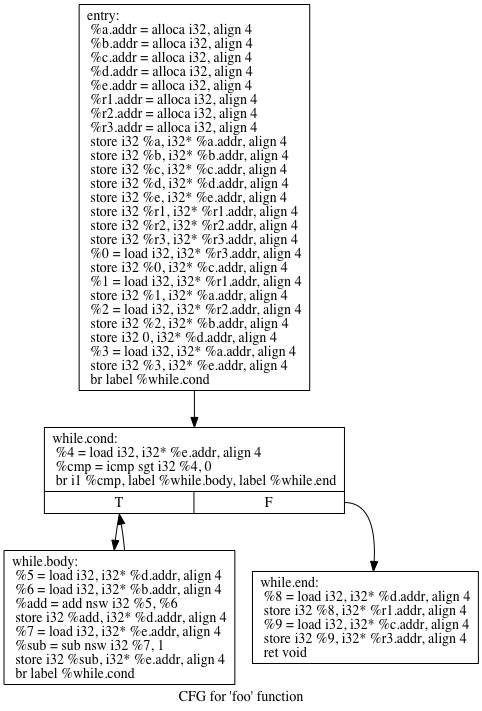 entry:
%a.addr = alloca i32, align 4
%b.addr = alloca i32, align 4
%c.addr = alloca i32, align 4
%d.addr = alloca i32, align 4
%e.addr = alloca i32, align 4
%r1.addr = alloca i32, align 4
%r2.addr = alloca i32, align 4
%r3.addr = alloca i32, align 4
store i32 %a, i32* %a.addr, align 4
store i32 %b, i32* %b.addr, align 4
store i32 %c, i32* %c.addr, align 4
store i32 %d, i32* %d.addr, align 4
store i32 %e, i32* %e.addr, align 4
store i32 %r1, i32* %r1.addr, align 4
store i32 %r2, i32* %r2.addr, align 4
store i32 %r3, i32* %r3.addr, align 4
%0 = load i32, i32* %r3.addr, align 4
store i32 %0, i32* %c.addr, align 4
%1 = load i32, i32* %r1.addr, align 4
store i32 %1, i32* %a.addr, align 4
%2 = load i32, i32* %r2.addr, align 4
store i32 %2, i32* %b.addr, align 4
store i32 0, i32* %d.addr, align 4
%3 = load i32, i32* %a.addr, align 4
store i32 %3, i32* %e.addr, align 4
br label %while.cond
while.cond:
%4 = load i32, i32* %e.addr, align 4
%cmp = icmp sgt i32 %4, 0
br i1 %cmp, label %while.body, label %while.end
T
F
while.body:
%5 = load i32, i32* %d.addr, align 4
%6 = load i32, i32* %b.addr, align 4
%add = add nsw i32 %5, %6
store i32 %add, i32* %d.addr, align 4
%7 = load i32, i32* %e.addr, align 4
%sub = sub nsw i32 %7, 1
store i32 %sub, i32* %e.addr, align 4
br label %while.cond
while.end:
%8 = load i32, i32* %d.addr, align 4
store i32 %8, i32* %r1.addr, align 4
%9 = load i32, i32* %c.addr, align 4
store i32 %9, i32* %r3.addr, align 4
ret void
CFG for 'foo' function